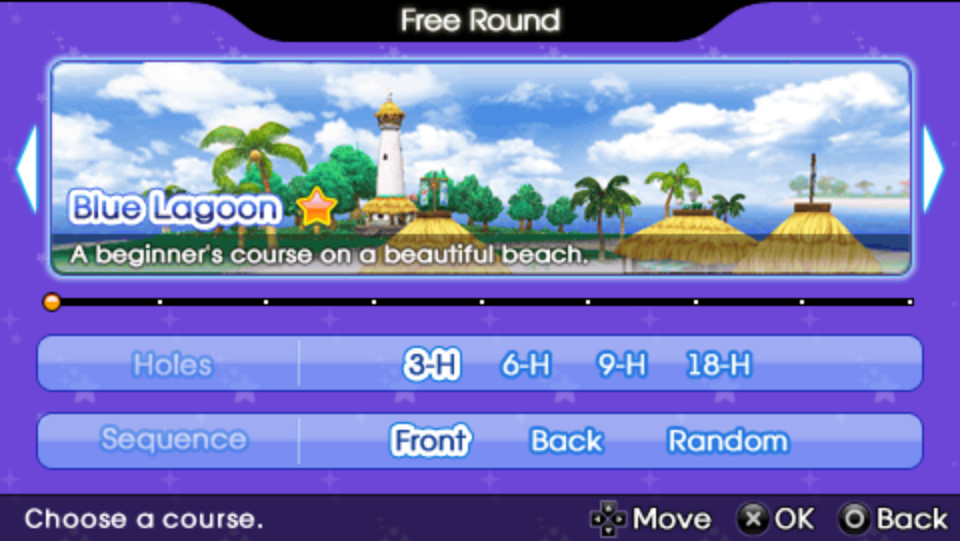 Free Round
Blue Lagoon
A beginner's course on a beautiful beach.
Holes 3-H 6-H 9-H 18-H
Sequence Front Back Random
Choose a course. Move OK Back